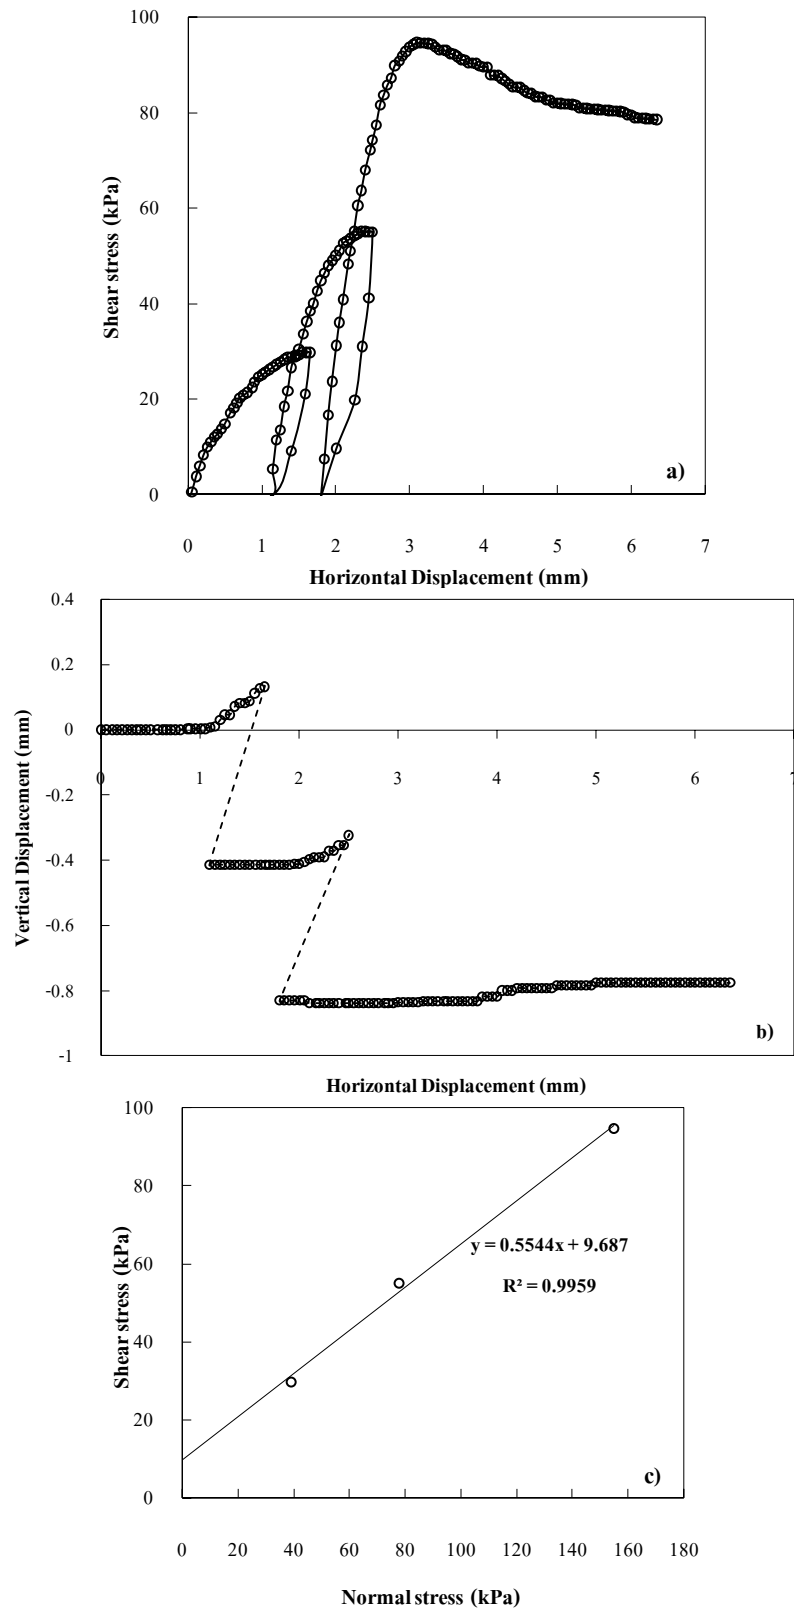 100
80
60
40
20
0
Shear stress (kPa)
a)
0 1 2 3 4 5 6 7
Horizontal Displacement (mm)
0.4
0.2
0
-0.2
-0.4
-0.6
-0.8
-1
Vertical Displacement (mm)
0 1 2 3 4 5 6 7
b)
Horizontal Displacement (mm)
100
80
60
40
20
0
Shear stress (kPa)
y = 0.5544x + 9.687
R² = 0.9959
c)
0 20 40 60 80 100 120 140 160 180
Normal stress (kPa)